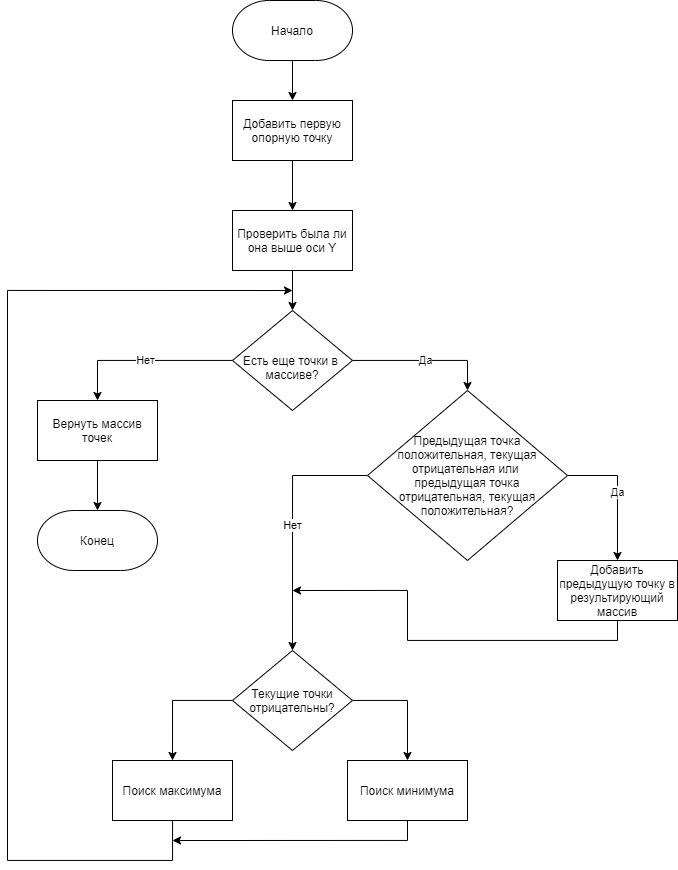 Начало
Добавить первую
опорную точку
Проверить была ли
она выше оси Y
Есть еще точки в
массиве?
Нет
Да
Вернуть массив
точек
Конец
Предыдущая точка
положительная, текущая
отрицательная или
предыдущая точка
отрицательная, текущая
положительная?
Нет
Да
Добавить
предыдущую точку в
результирующий
массив
Текущие точки
отрицательны?
Поиск максимума
Поиск минимума